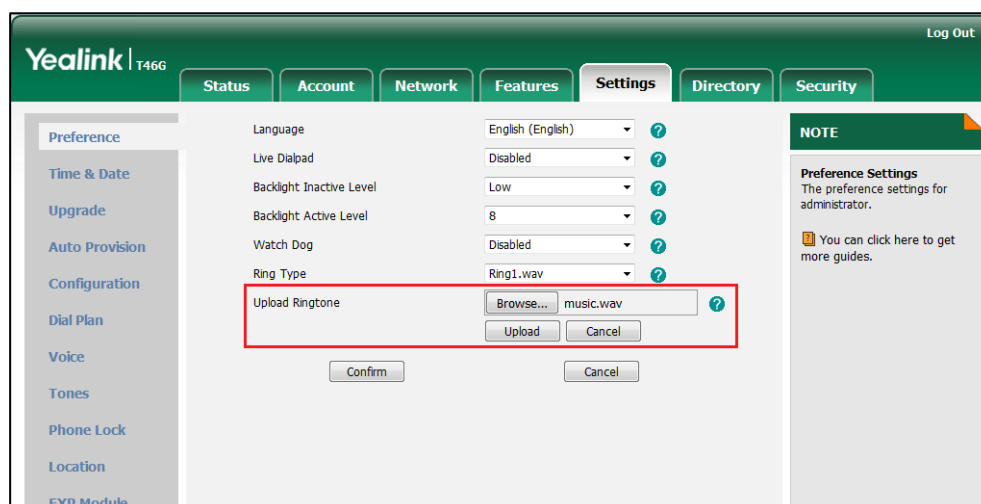 Log Out
Yealink | T46G
Status Account Network Features Settings Directory Security
Preference
Time & Date
Upgrade
Auto Provision
Configuration
Dial Plan
Voice
Tones
Phone Lock
Location
EXP Module
Language English (English)
Live Dialpad Disabled
Backlight Inactive Level Low
Backlight Active Level 8
Watch Dog Disabled
Ring Type Ring1.wav
Upload Ringtone Browse... music.wav
Upload Cancel
Confirm Cancel
NOTE
Preference Settings
The preference settings for
administrator.
You can click here to get
more guides.